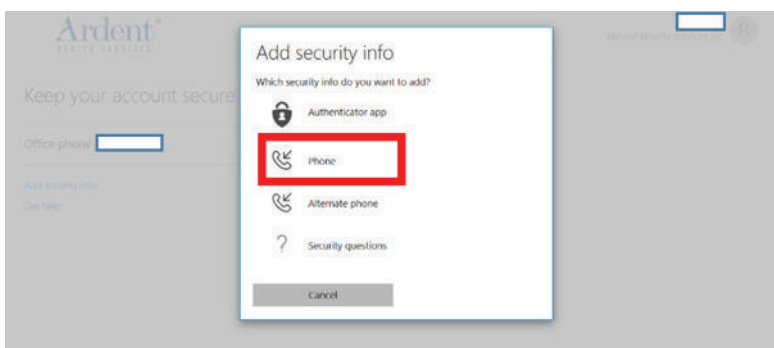 Ardent
HEALTH SERVICES
Add security info
Which security info do you want to add?
Keep your account secure
Authenticator app
Office phone
Phone
Add security info
Get help
Alternate phone
Security questions
Cancel